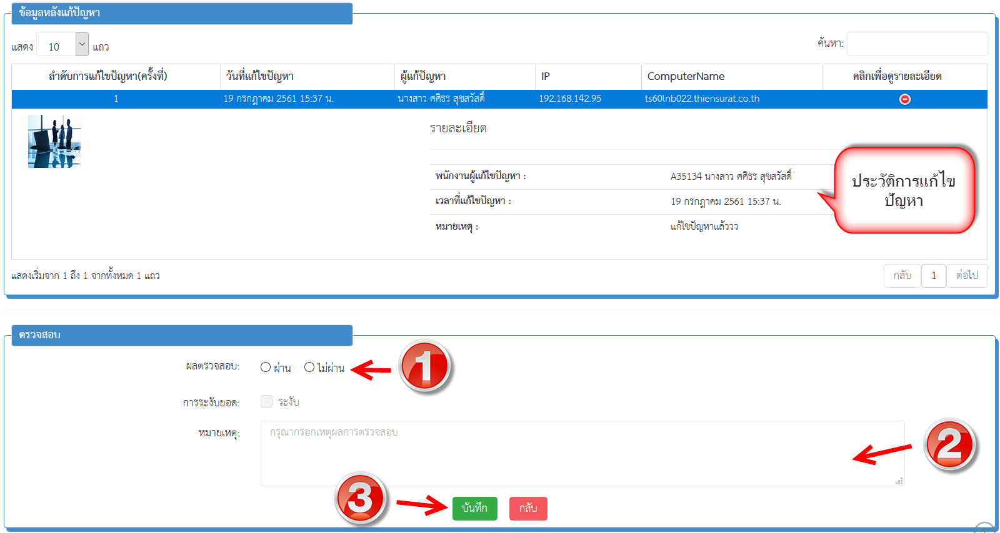 ข้อมูลหลังแก้ปัญหา
แสดง 10 แถว
ค้นหา:
ลำดับการแก้ไขปัญหา(ครั้งที่) วันที่แก้ไขปัญหา ผู้แก้ปัญหา IP ComputerName คลิกเพื่อดูรายละเอียด
1 19 กรกฎาคม 2561 15:37 น. นางสาว ศศิธร สุขสวัสดิ์ 192.168.142.95 ts60lnb022.thiensurat.co.th
รายละเอียด
พนักงานผู้แก้ไขปัญหา : A35134 นางสาว ศศิธร สุขสวัสดิ์
เวลาที่แก้ไขปัญหา : 19 กรกฎาคม 2561 15:37 น.
หมายเหตุ : แก้ไขปัญหาแล้ววว
ประวัติการแก้ไข
ปัญหา
แสดงเริ่มจาก 1 ถึง 1 จากทั้งหมด 1 แถว
กลับ 1 ต่อไป
ตรวจสอบ
ผลตรวจสอบ: ผ่าน ไม่ผ่าน 1
การระงับยอด: ระงับ
หมายเหตุ: กรุณากรอกเหตุผลการตรวจสอบ
2
3 บันทึก กลับ